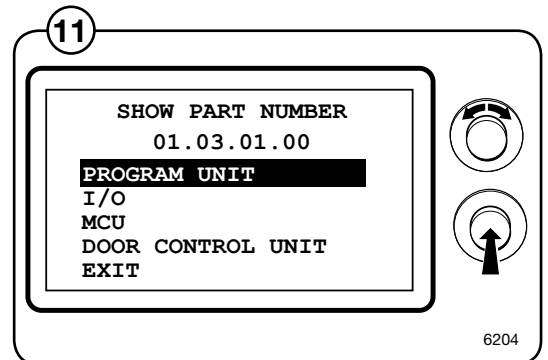 11
SHOW PART NUMBER
01.03.01.00
PROGRAM UNIT
I/O
MCU
DOOR CONTROL UNIT
EXIT
6204